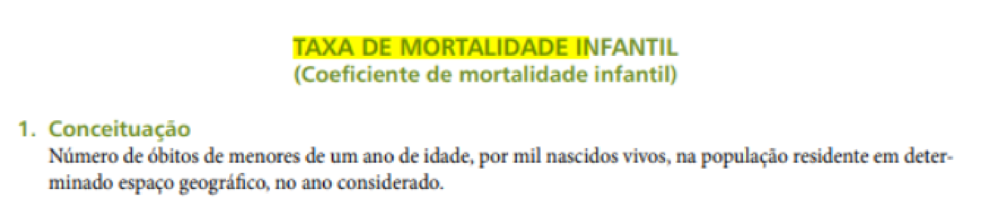 TAXA DE MORTALIDADE INFANTIL
(Coeficiente de mortalidade infantil)
1. Conceituação
Número de óbitos de menores de um ano de idade, por mil nascidos vivos, na população residente em deter-
minado espaço geográfico, no ano considerado.